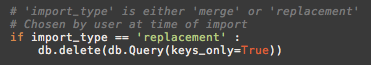 # 'import_type' is either 'merge' or 'replacement'
# Chosen by user at time of import
if import_type == 'replacement' :
    db.delete(db.Query(keys_only=True))